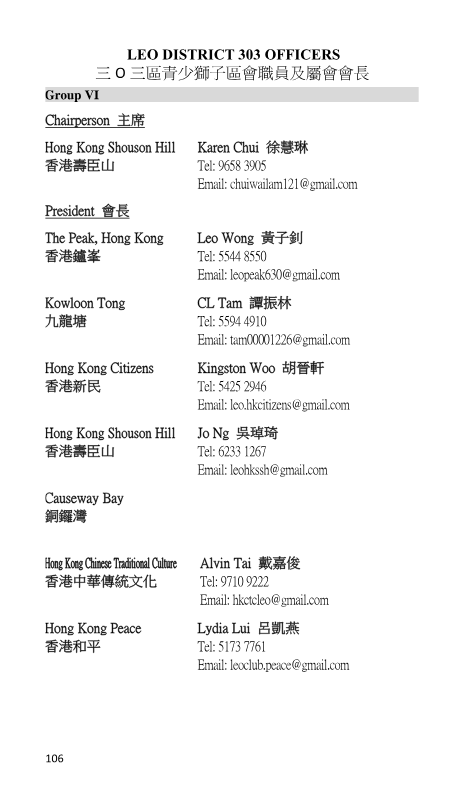 LEO DISTRICT 303 OFFICERS
三 O 三區青少獅子區會職員及屬會會長
Group VI
Chairperson 主席
Hong Kong Shouson Hill Karen Chui 徐慧琳
香港壽臣山 Tel: 9658 3905
Email: chuiwailam121@gmail.com
President 會長
The Peak, Hong Kong Leo Wong 黃子釗
香港鑪峯 Tel: 5544 8550
Email: leopeak630@gmail.com
Kowloon Tong CL Tam 譚振林
九龍塘 Tel: 5594 4910
Email: tam00001226@gmail.com
Hong Kong Citizens Kingston Woo 胡晉軒
香港新民 Tel: 5425 2946
Email: leo.hkcitizens@gmail.com
Hong Kong Shouson Hill Jo Ng 吳瑋琦
香港壽臣山 Tel: 6233 1267
Email: leohkssh@gmail.com
Causeway Bay
銅鑼灣
Hong Kong Chinese Traditional Culture Alvin Tai 戴嘉俊
香港中華傳統文化 Tel: 9710 9222
Email: hkctcleo@gmail.com
Hong Kong Peace Lydia Lui 呂凱燕
香港和平 Tel: 5173 7761
Email: leoclub.peace@gmail.com
106